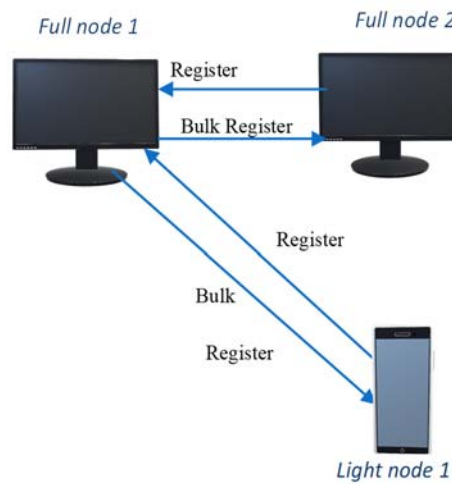 Full node 1
Full node 2
Register
Bulk Register
Register
Bulk
Register
Light node 1